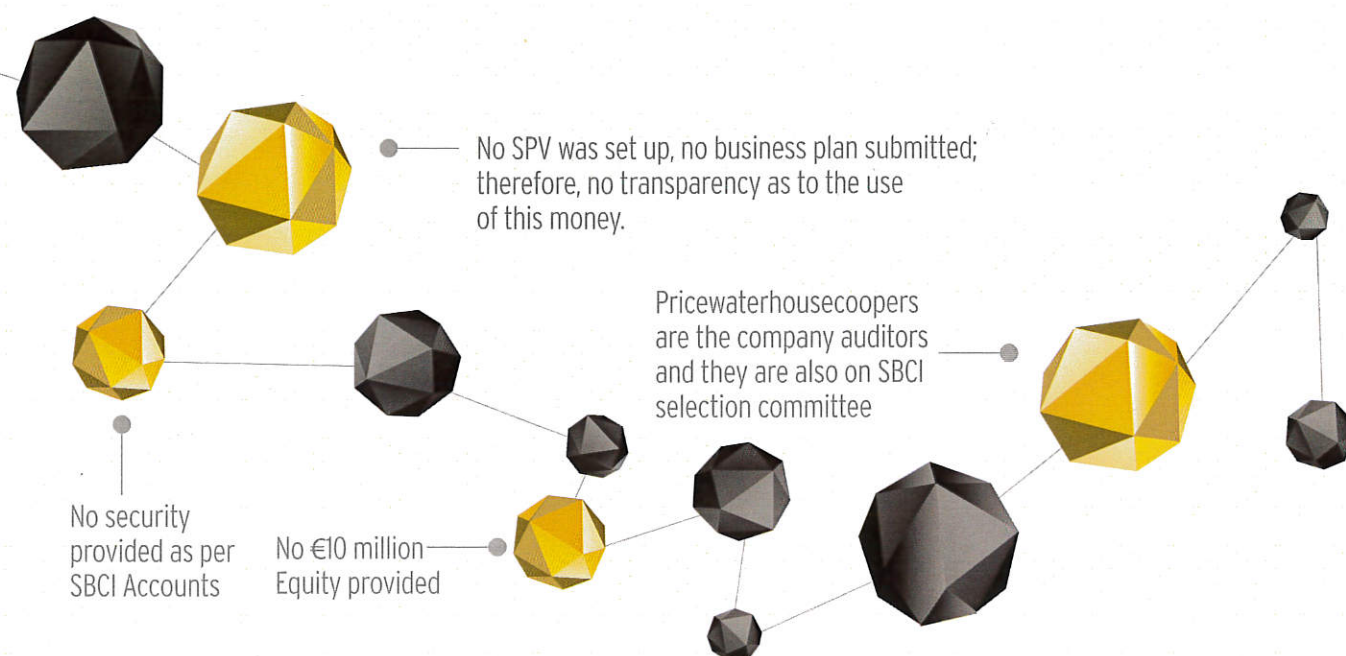 No SPV was set up, no business plan submitted;
therefore, no transparency as to the use
of this money.
Pricewaterhousecoopers
are the company auditors
and they are also on SBCI
selection committee
No security
provided as per
SBCI Accounts
No €10 million
Equity provided